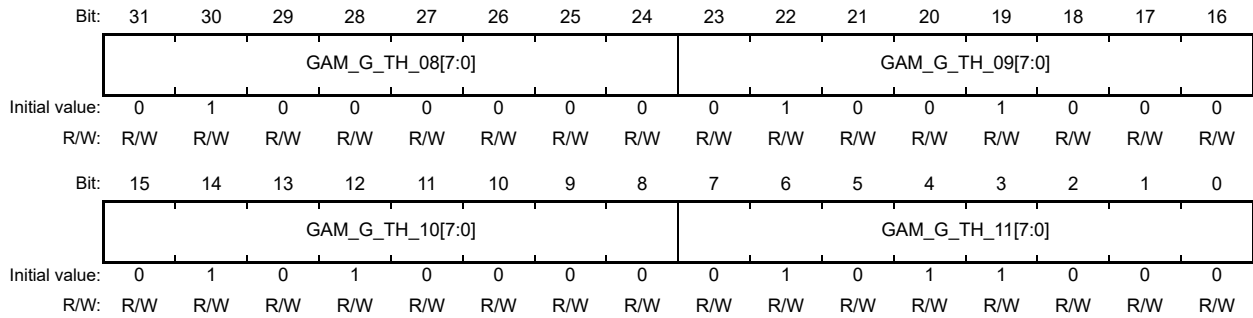 Bit: 31 30 29 28 27 26 25 24 23 22 21 20 19 18 17 16
GAM_G_TH_08[7:0] GAM_G_TH_09[7:0]
Initial value: 0 1 0 0 0 0 0 0 0 1 0 0 1 0 0 0
R/W: R/W R/W R/W R/W R/W R/W R/W R/W R/W R/W R/W R/W R/W R/W R/W R/W
Bit: 15 14 13 12 11 10 9 8 7 6 5 4 3 2 1 0
GAM_G_TH_10[7:0] GAM_G_TH_11[7:0]
Initial value: 0 1 0 1 0 0 0 0 0 1 0 1 1 0 0 0
R/W: R/W R/W R/W R/W R/W R/W R/W R/W R/W R/W R/W R/W R/W R/W R/W R/W